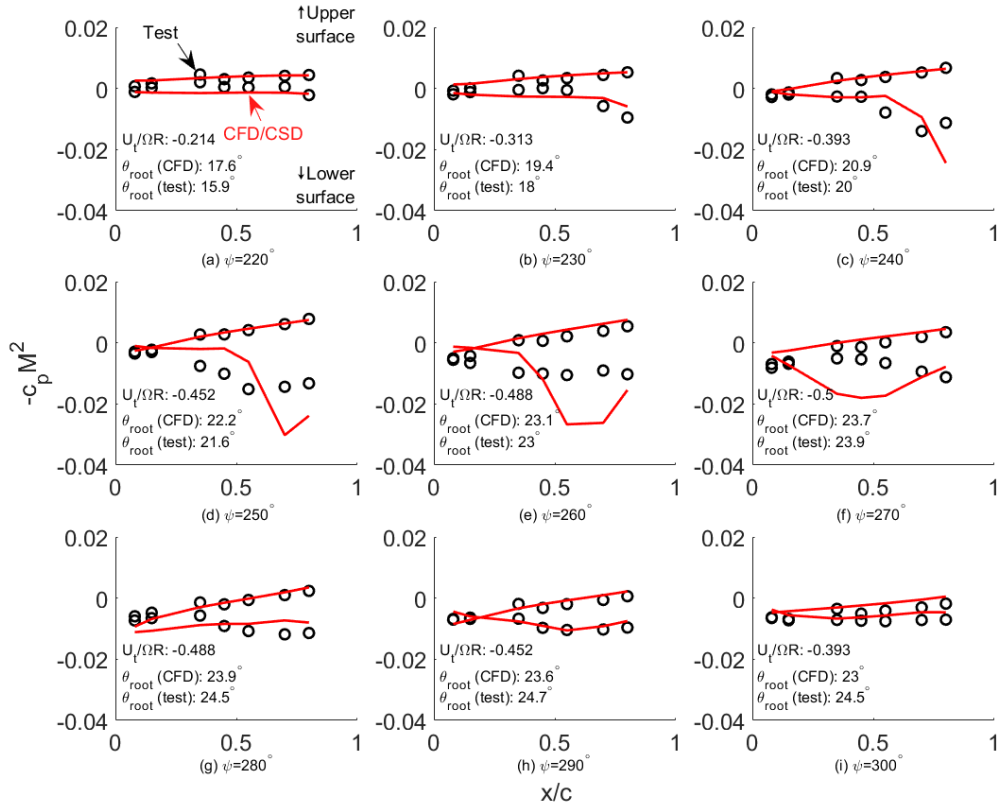 0.02
0
-0.02
-0.04
0
0.5
1
Test
↑Upper
surface
CFD/CSD
U_t/ΩR: -0.214
θ_root (CFD): 17.6°
θ_root (test): 15.9°
↓Lower
surface
(a) ψ=220°
0.02
0
-0.02
-0.04
0
0.5
1
U_t/ΩR: -0.313
θ_root (CFD): 19.4°
θ_root (test): 18°
(b) ψ=230°
0.02
0
-0.02
-0.04
0
0.5
1
U_t/ΩR: -0.393
θ_root (CFD): 20.9°
θ_root (test): 20°
(c) ψ=240°
-c_pM²
0.02
0
-0.02
-0.04
0
0.5
1
U_t/ΩR: -0.452
θ_root (CFD): 22.2°
θ_root (test): 21.6°
(d) ψ=250°
0.02
0
-0.02
-0.04
0
0.5
1
U_t/ΩR: -0.488
θ_root (CFD): 23.1°
θ_root (test): 23°
(e) ψ=260°
0.02
0
-0.02
-0.04
0
0.5
1
U_t/ΩR: -0.5
θ_root (CFD): 23.7°
θ_root (test): 23.9°
(f) ψ=270°
0.02
0
-0.02
-0.04
0
0.5
1
U_t/ΩR: -0.488
θ_root (CFD): 23.9°
θ_root (test): 24.5°
(g) ψ=280°
0.02
0
-0.02
-0.04
0
0.5
1
U_t/ΩR: -0.452
θ_root (CFD): 23.6°
θ_root (test): 24.7°
(h) ψ=290°
0.02
0
-0.02
-0.04
0
0.5
1
U_t/ΩR: -0.393
θ_root (CFD): 23°
θ_root (test): 24.5°
(i) ψ=300°
x/c